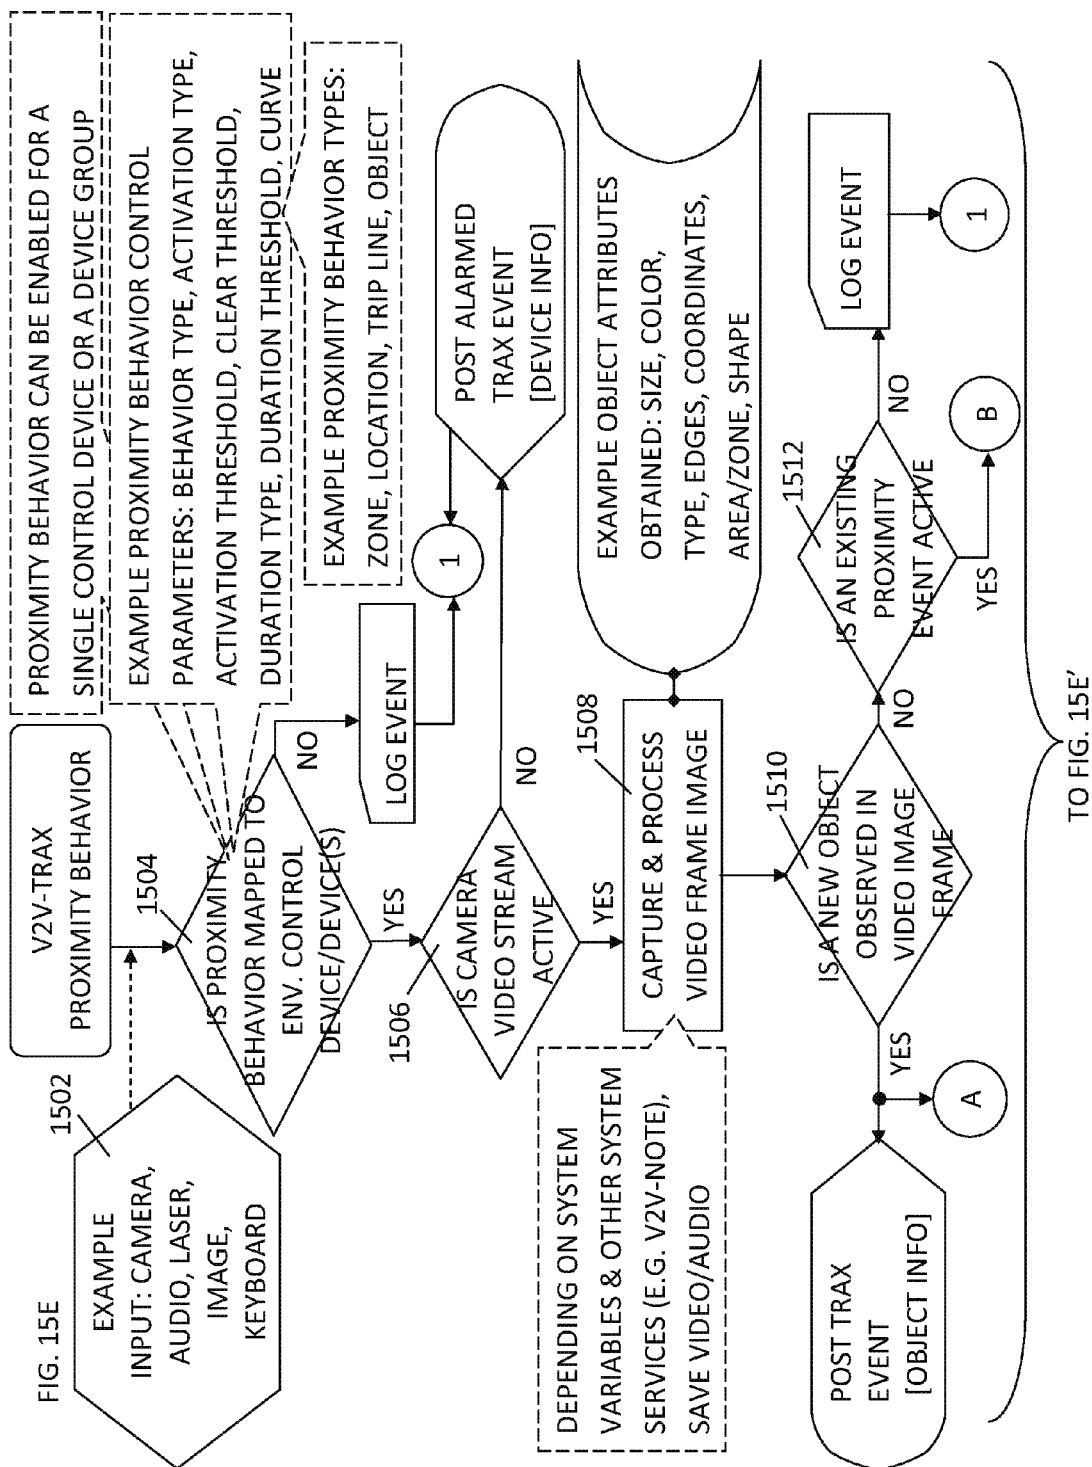 FIG. 15E
EXAMPLE
INPUT: CAMERA,
AUDIO, LASER,
IMAGE,
KEYBOARD
1502
V2V-TRAX
PROXIMITY BEHAVIOR
PROXIMITY BEHAVIOR CAN BE ENABLED FOR A
SINGLE CONTROL DEVICE OR A DEVICE GROUP
EXAMPLE PROXIMITY BEHAVIOR CONTROL
PARAMETERS: BEHAVIOR TYPE, ACTIVATION TYPE,
ACTIVATION THRESHOLD, CLEAR THRESHOLD,
DURATION TYPE, DURATION THRESHOLD, CURVE
EXAMPLE PROXIMITY BEHAVIOR TYPES:
ZONE, LOCATION, TRIP LINE, OBJECT
1504
IS PROXIMITY
BEHAVIOR MAPPED TO
ENV. CONTROL
DEVICE/DEVICE(S)
NO
LOG EVENT
1
YES
1506
IS CAMERA
VIDEO STREAM
ACTIVE
NO
POST ALARMED
TRAX EVENT
[DEVICE INFO]
YES
DEPENDING ON SYSTEM
VARIABLES & OTHER SYSTEM
SERVICES (E.G. V2V-NOTE),
SAVE VIDEO/AUDIO
1508
CAPTURE & PROCESS
VIDEO FRAME IMAGE
EXAMPLE OBJECT ATTRIBUTES
OBTAINED: SIZE, COLOR,
TYPE, EDGES, COORDINATES,
AREA/ZONE, SHAPE
1510
IS A NEW OBJECT
OBSERVED IN
VIDEO IMAGE
FRAME
YES
A
POST TRAX
EVENT
[OBJECT INFO]
NO
1512
IS AN EXISTING
PROXIMITY
EVENT ACTIVE
YES
B
NO
LOG EVENT
1
TO FIG. 15E'